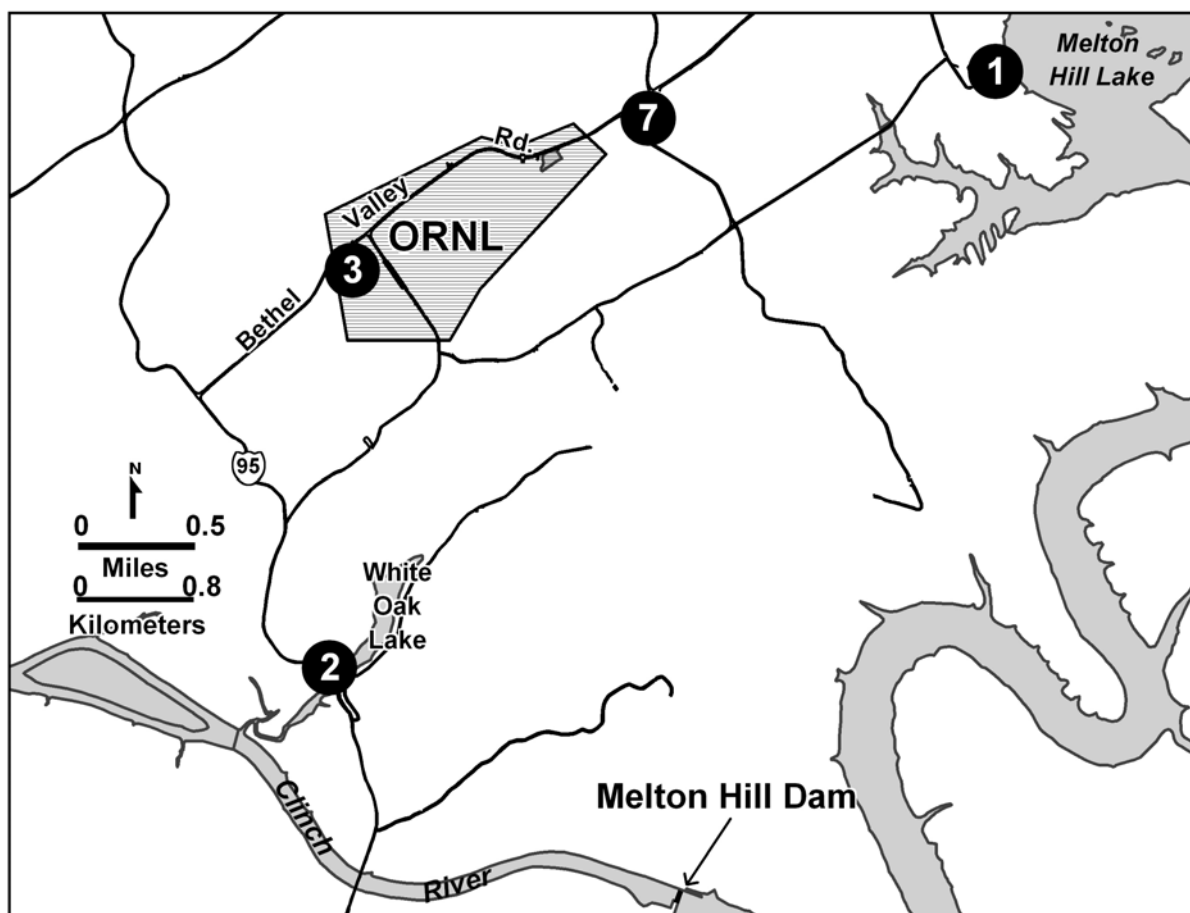 Melton
Hill Lake
1
7
Rd.
Valley
ORNL
3
Bethel
95
N
0 0.5
Miles
0 0.8
Kilometers
White
Oak
Lake
2
Melton Hill Dam
Clinch
River